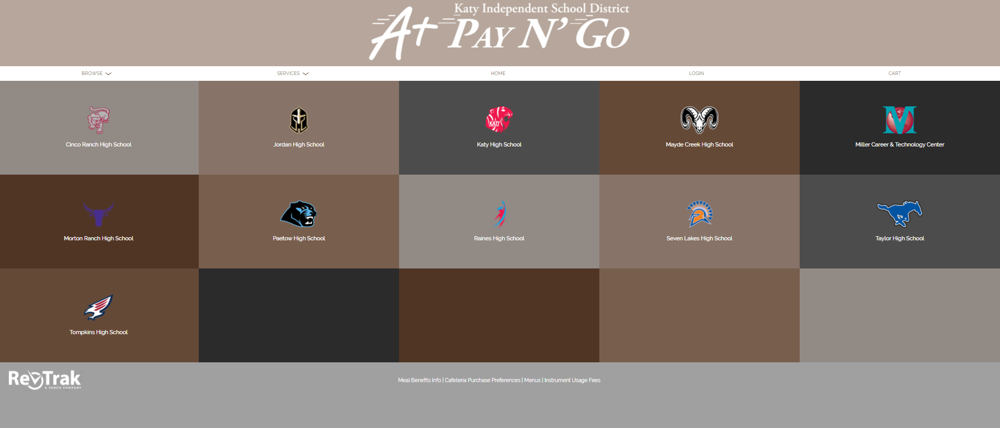 Katy Independent School District
A+ PAY N' GO
BROWSE
SERVICES
HOME
LOGIN
CART
Cinco Ranch High School
Jordan High School
KATY
Katy High School
Mayde Creek High School
M
Miller Career & Technology Center
Morton Ranch High School
Paetow High School
Raines High School
Seven Lakes High School
Taylor High School
Tompkins High School
RevTrak
A VANCO COMPANY
Meal Benefits Info | Cafeteria Purchase Preferences | Menus | Instrument Usage Fees